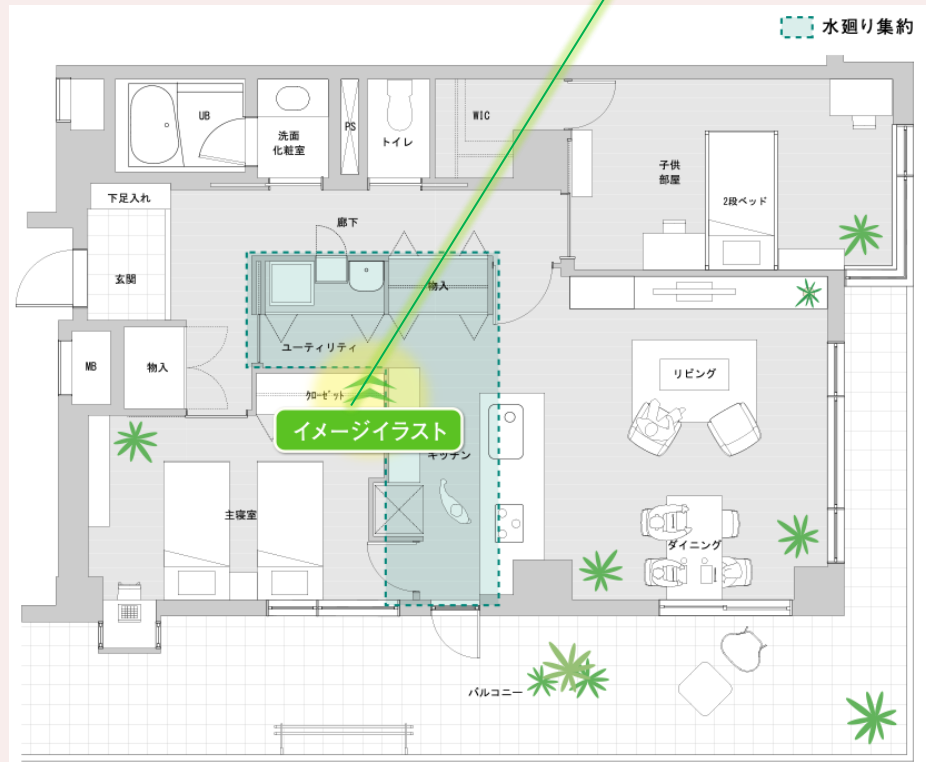 水廻り集約
UB
洗面
化粧室
PS
トイレ
WIC
子供
部屋
2段ベッド
下足入れ
廊下
玄関
物入
ユーティリティ
MB
物入
リビング
クローゼット
イメージイラスト
キッチン
主寝室
ダイニング
バルコニー